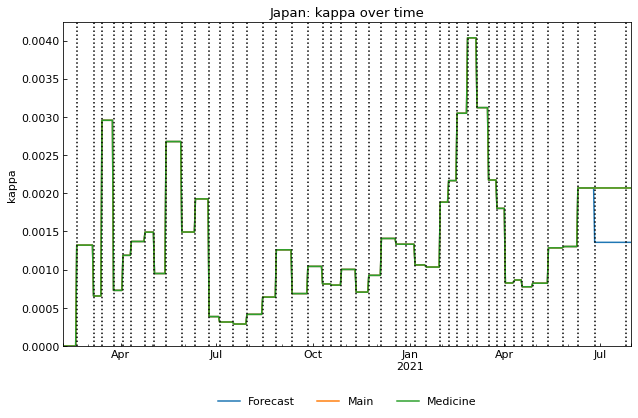 Japan: kappa over time
kappa
0.0040
0.0035
0.0030
0.0025
0.0020
0.0015
0.0010
0.0005
0.0000
Apr Jul Oct Jan Apr Jul
2021
Forecast Main Medicine